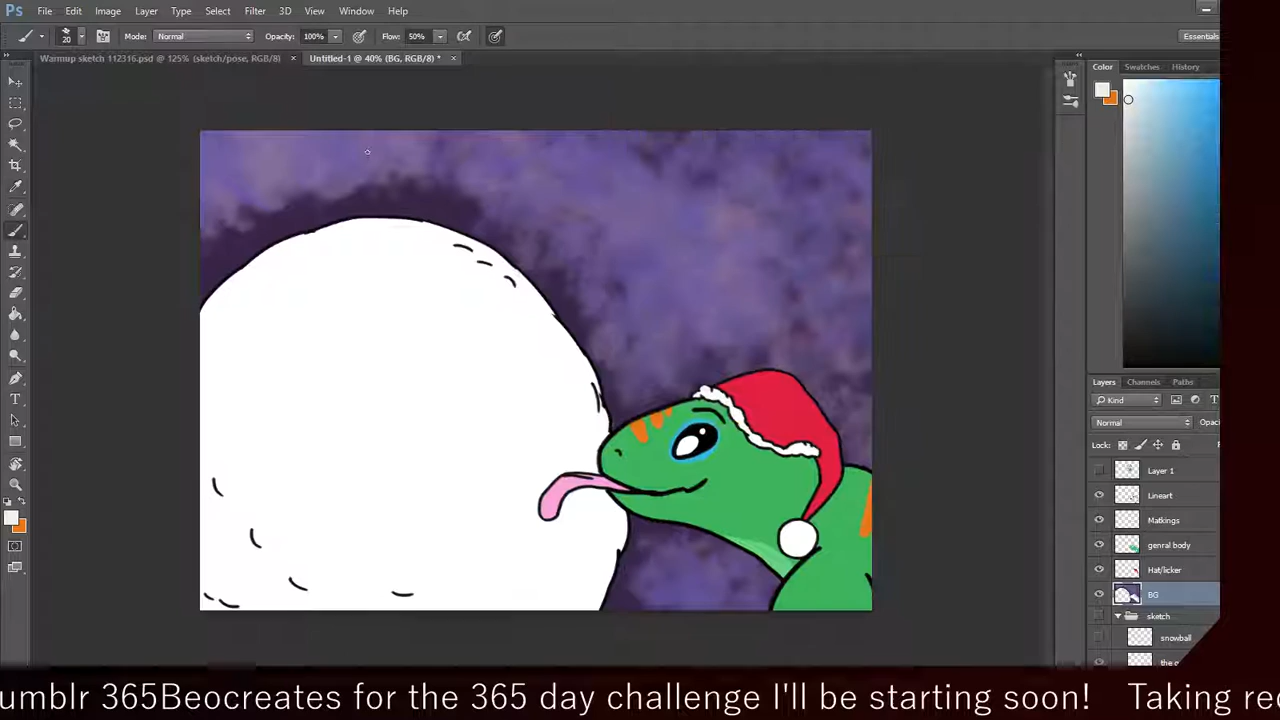 Ps File Edit Image Layer Type Select Filter 3D View Window Help
20 Mode: Normal Opacity: 100% Flow: 50% Essentials
Warmup sketch 112316.psd @ 125% (sketch/pose, RGB/8) × Untitled-1 @ 40% (BG, RGB/8) * ×
Color Swatches History
Layers Channels Paths
Kind
Normal Opac
Lock: F
Layer 1
Lineart
Matkings
genral body
Hat/licker
BG
sketch
snowball
the c
umblr 365Beocreates for the 365 day challenge I'll be starting soon! Taking rec